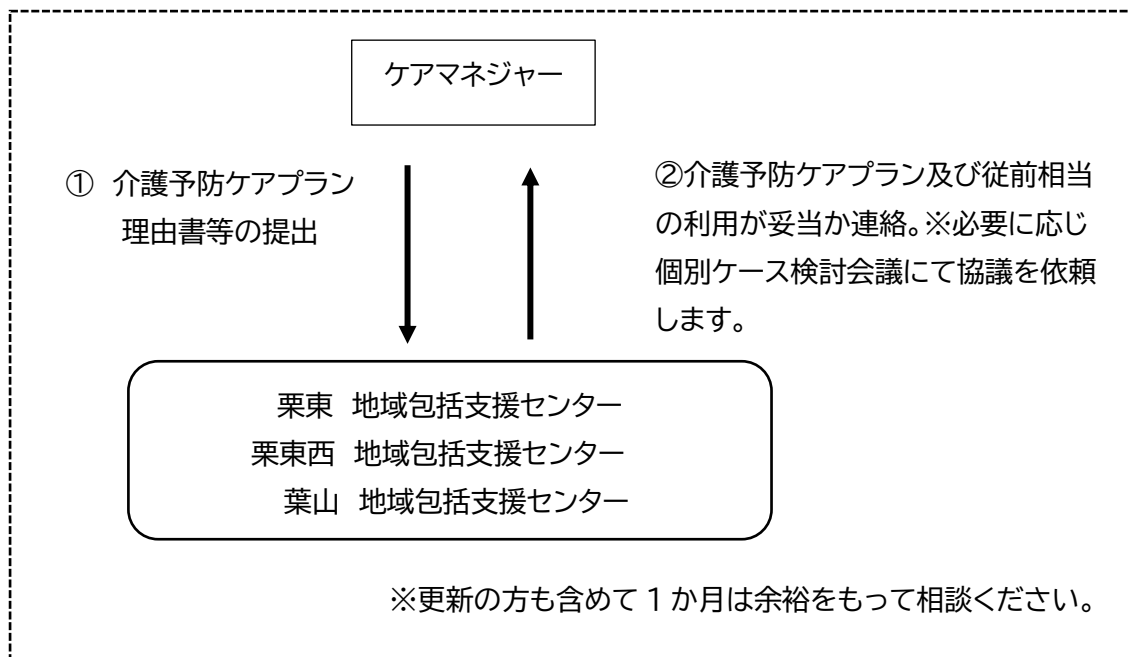 ケアマネジャー
① 介護予防ケアプラン
理由書等の提出
②介護予防ケアプラン及び従前相当
の利用が妥当か連絡。※必要に応じ
個別ケース検討会議にて協議を依頼
します。
栗東 地域包括支援センター
栗東西 地域包括支援センター
葉山 地域包括支援センター
※更新の方も含めて 1 か月は余裕をもって相談ください。